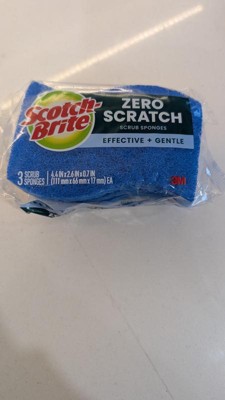 Scotch-
Brite
ZERO
SCRATCH
SCRUB SPONGES
EFFECTIVE + GENTLE
3 SCRUB
SPONGES
4.4 IN x 2.6 IN x 0.7 IN
(111 mm x 66 mm x 17 mm) EA
3M